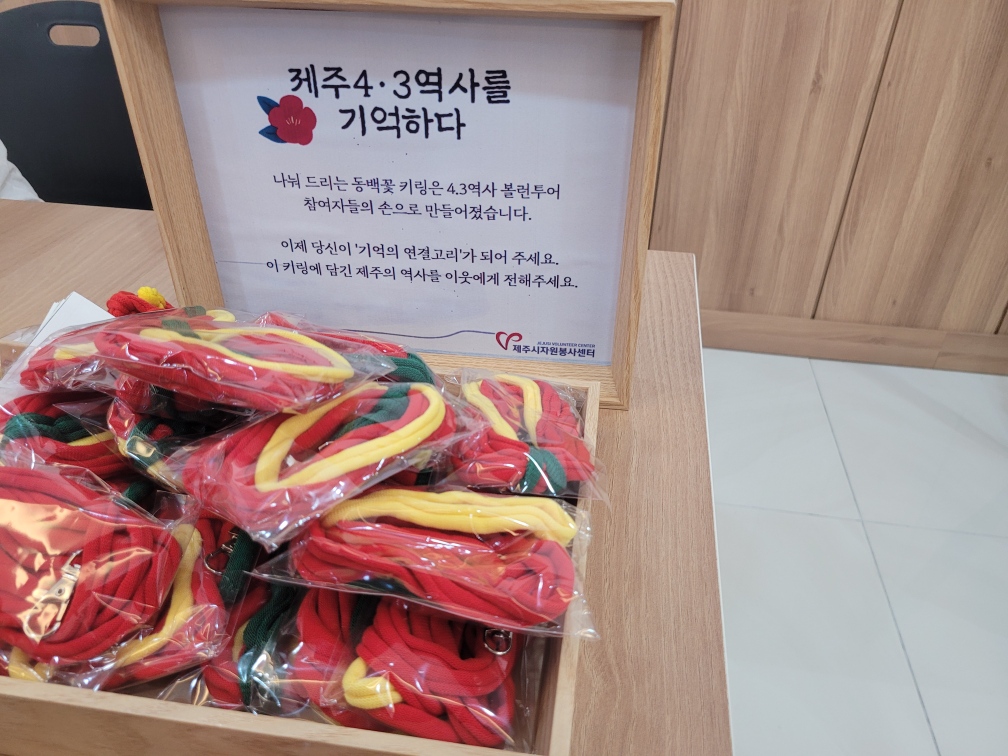 제주4·3역사를
기억하다
나눠 드리는 동백꽃 키링은 4.3역사 볼런투어
참여자들의 손으로 만들어졌습니다.
이제 당신이 '기억의 연결고리'가 되어 주세요.
이 키링에 담긴 제주의 역사를 이웃에게 전해주세요.
JEJUSI VOLUNTEER CENTER
제주시자원봉사센터